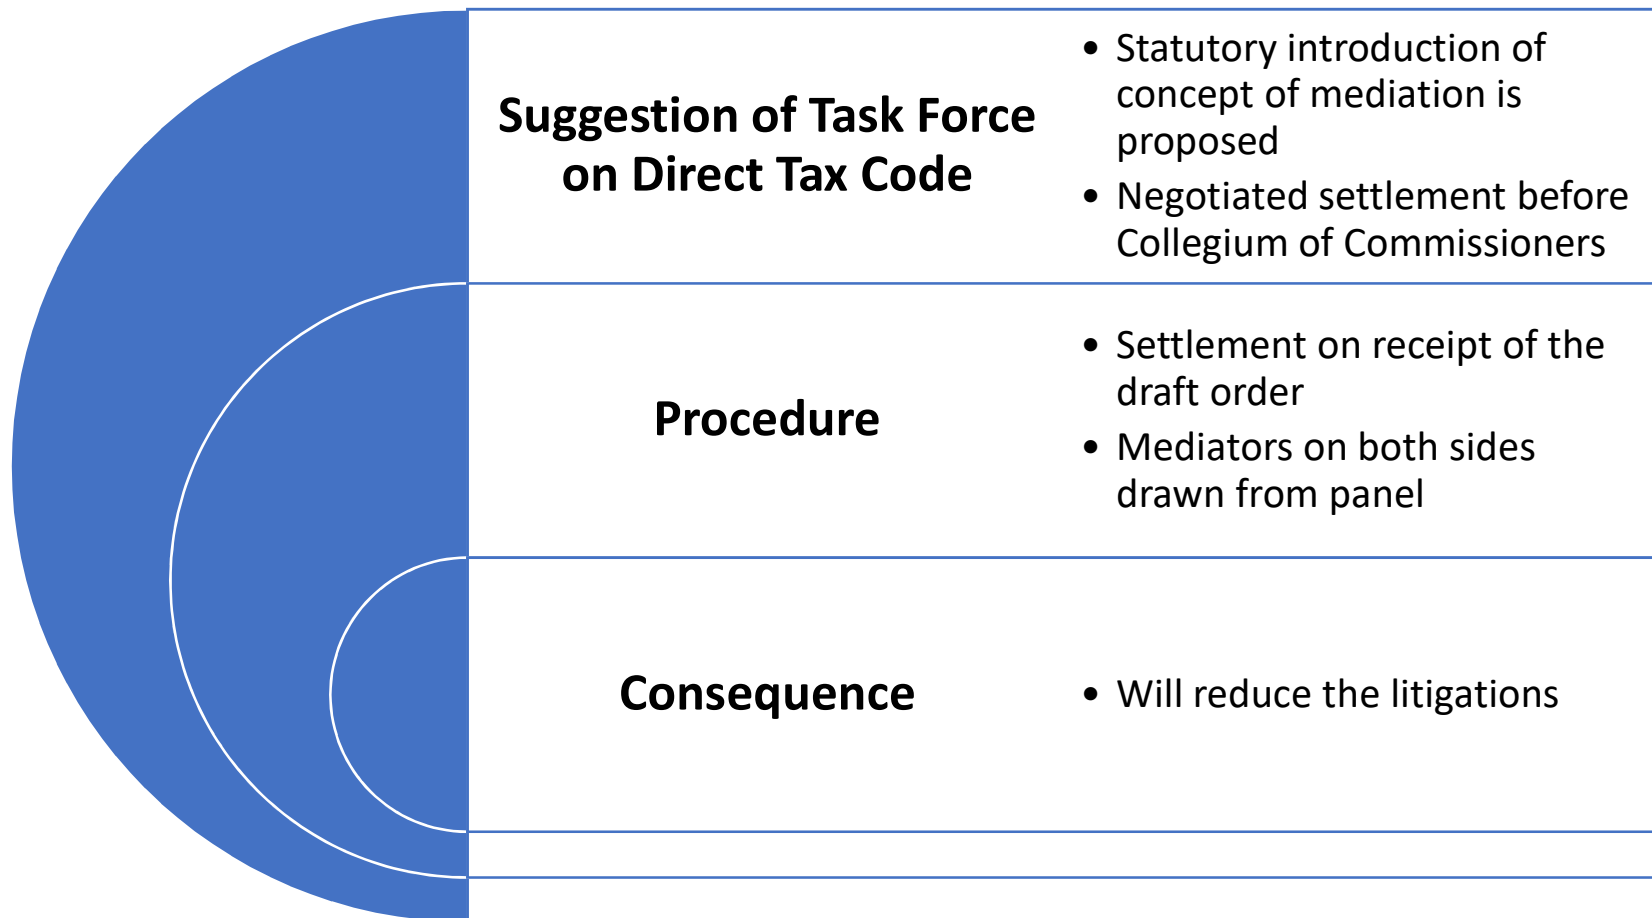 Suggestion of Task Force
on Direct Tax Code
• Statutory introduction of
concept of mediation is
proposed
• Negotiated settlement before
Collegium of Commissioners
Procedure
• Settlement on receipt of the
draft order
• Mediators on both sides
drawn from panel
Consequence
• Will reduce the litigations